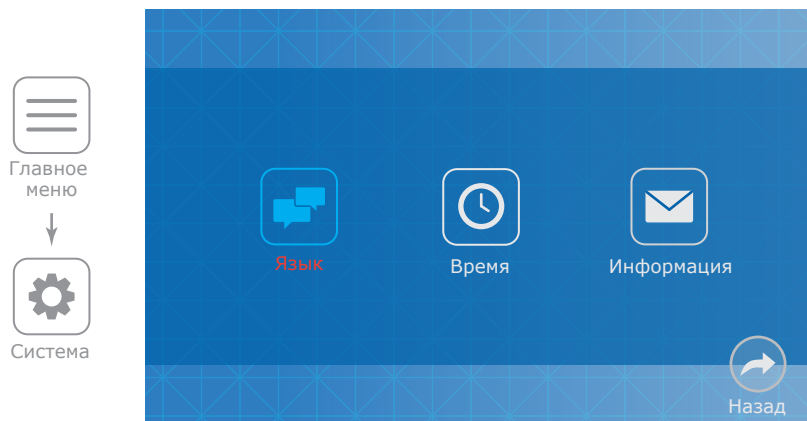 Главное
меню
Система
Язык
Время
Информация
Назад